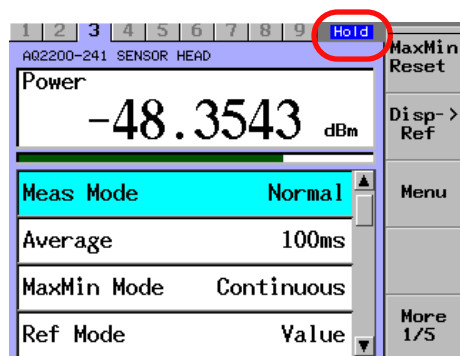 1 2 3 4 5 6 7 8 9 Hold
AQ2200-241 SENSOR HEAD
Power
-48.3543 dBm
Meas Mode Normal
Average 100ms
MaxMin Mode Continuous
Ref Mode Value
MaxMin
Reset
Disp->
Ref
Menu
More
1/5